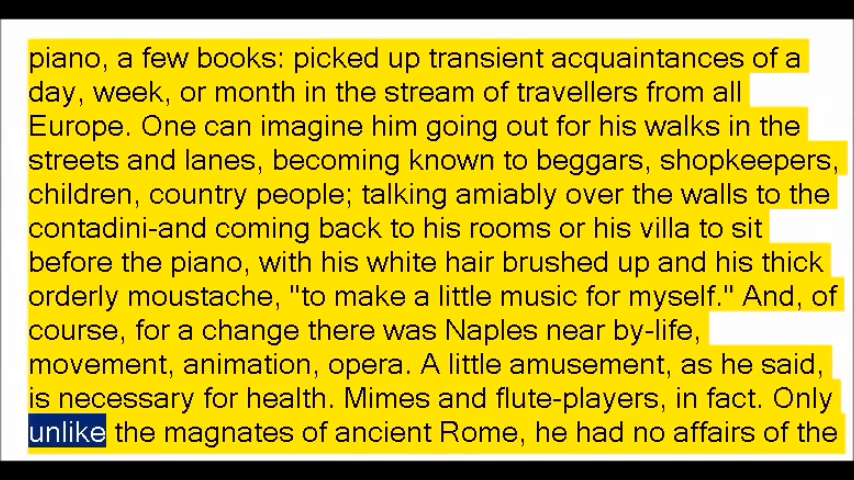 piano, a few books: picked up transient acquaintances of a
day, week, or month in the stream of travellers from all
Europe. One can imagine him going out for his walks in the
streets and lanes, becoming known to beggars, shopkeepers,
children, country people; talking amiably over the walls to the
contadini-and coming back to his rooms or his villa to sit
before the piano, with his white hair brushed up and his thick
orderly moustache, "to make a little music for myself." And, of
course, for a change there was Naples near by-life,
movement, animation, opera. A little amusement, as he said,
is necessary for health. Mimes and flute-players, in fact. Only
unlike the magnates of ancient Rome, he had no affairs of the